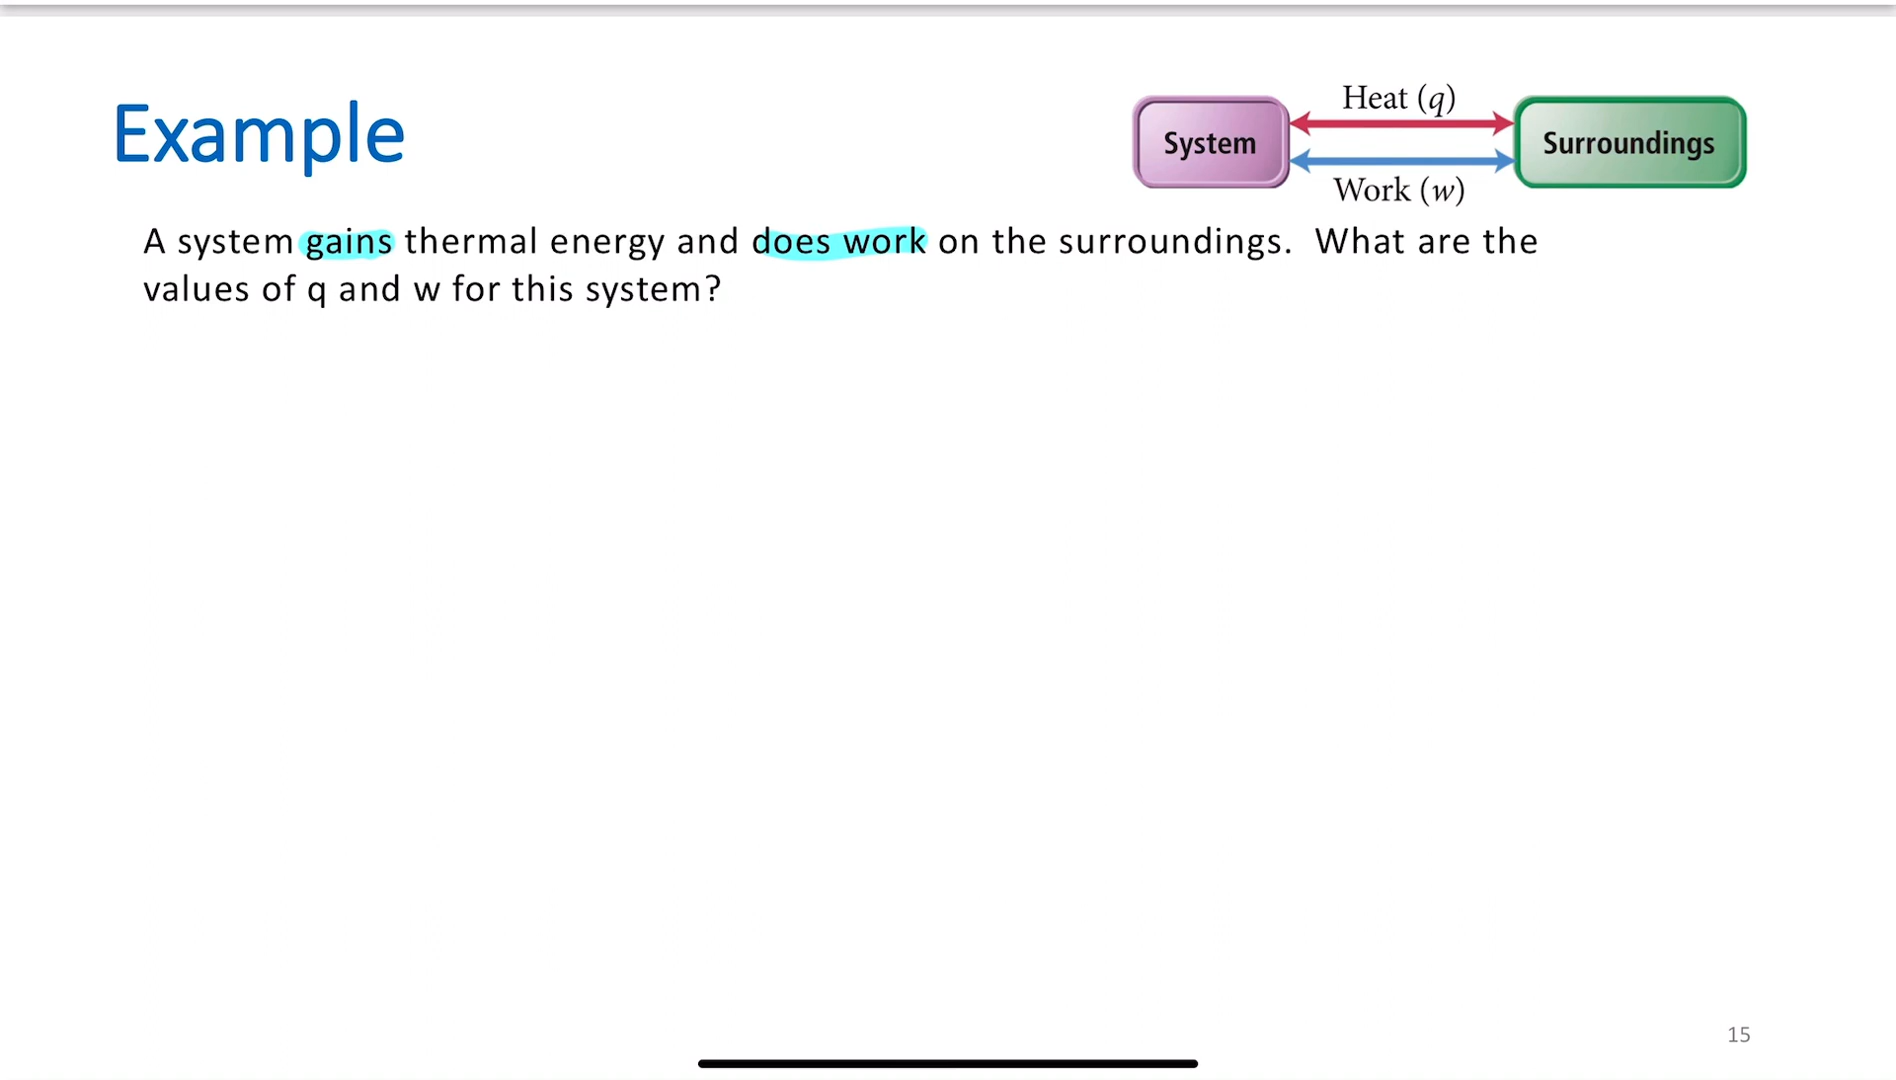 Example
Heat (q)
System
Surroundings
Work (w)
A system gains thermal energy and does work on the surroundings.  What are the
values of q and w for this system?
15